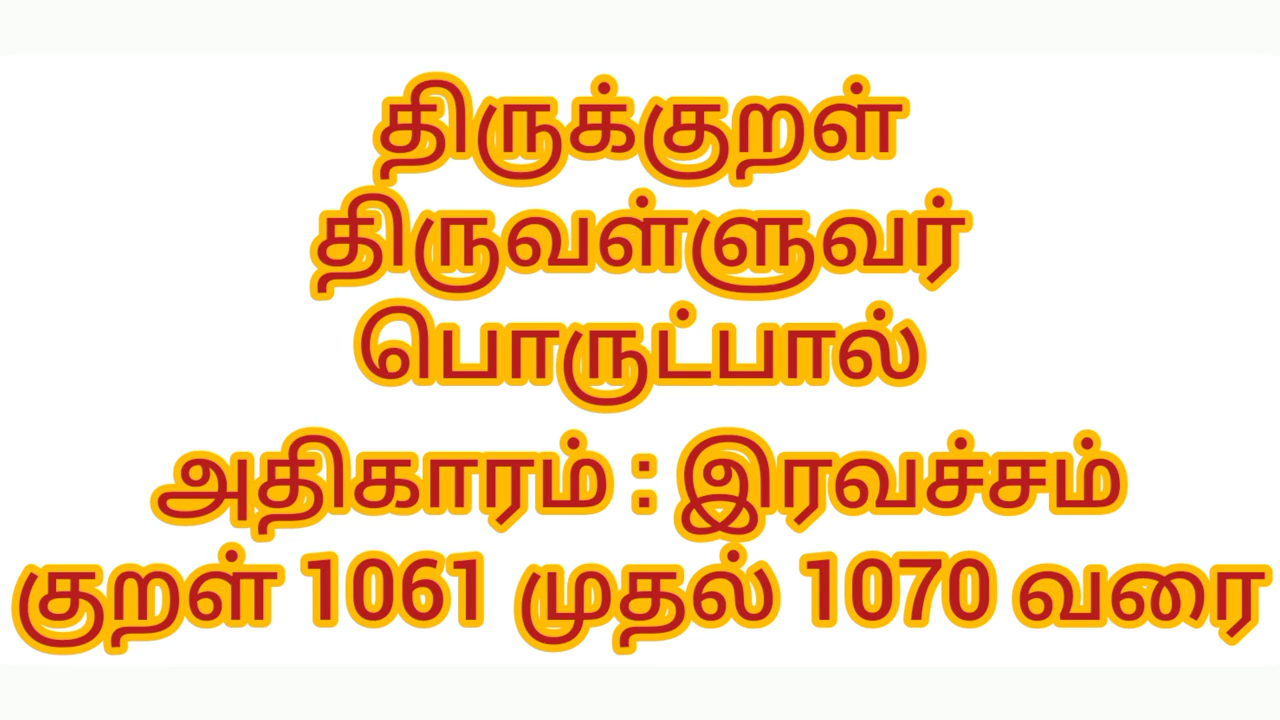 திருக்குறள்
திருவள்ளுவர்
பொருட்பால்
அதிகாரம் : இரவச்சம்
குறள் 1061 முதல் 1070 வரை